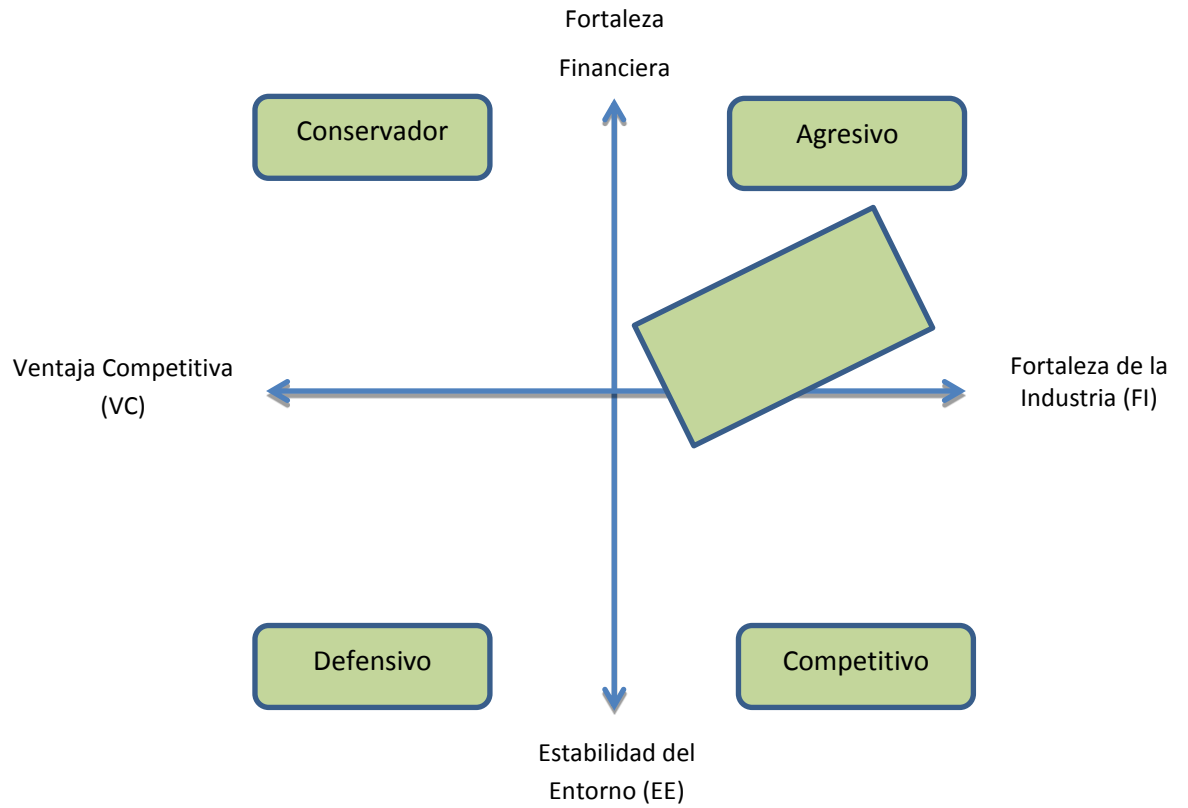 Fortaleza
Financiera
Conservador
Agresivo
Ventaja Competitiva
(VC)
Fortaleza de la
Industria (FI)
Defensivo
Competitivo
Estabilidad del
Entorno (EE)